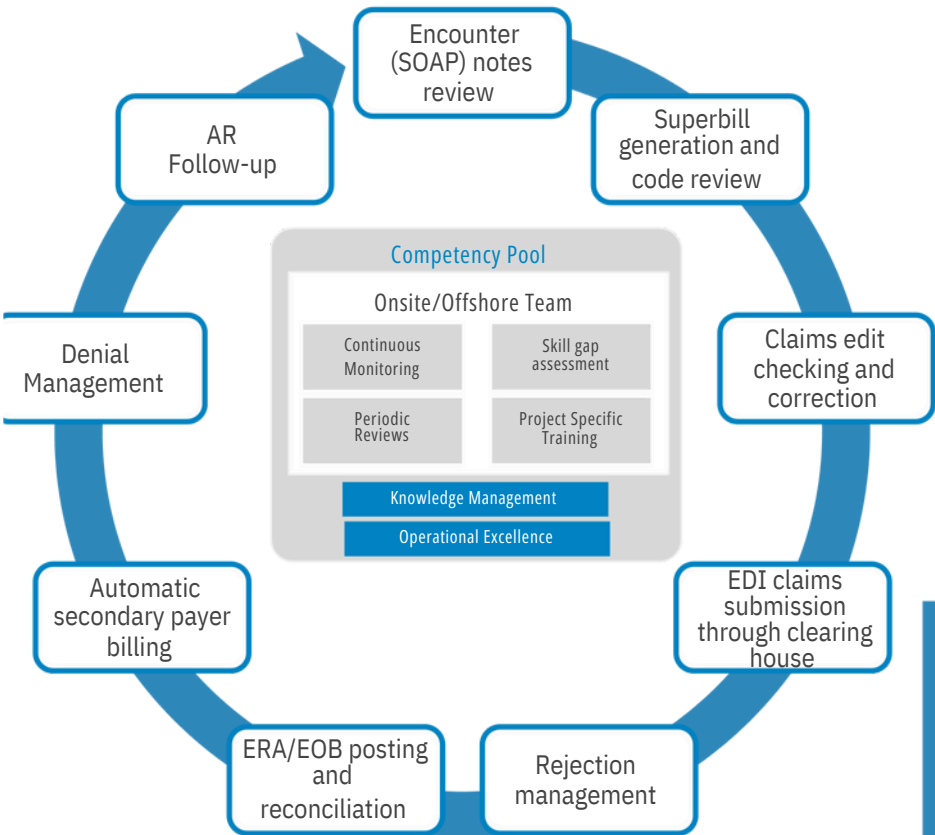 Encounter
(SOAP) notes
review
Superbill
generation and
code review
Claims edit
checking and
correction
EDI claims
submission
through clearing
house
Rejection
management
ERA/EOB posting
and
reconciliation
Automatic
secondary payer
billing
Denial
Management
AR
Follow-up
Competency Pool
Onsite/Offshore Team
Continuous
Monitoring
Skill gap
assessment
Periodic
Reviews
Project Specific
Training
Knowledge Management
Operational Excellence